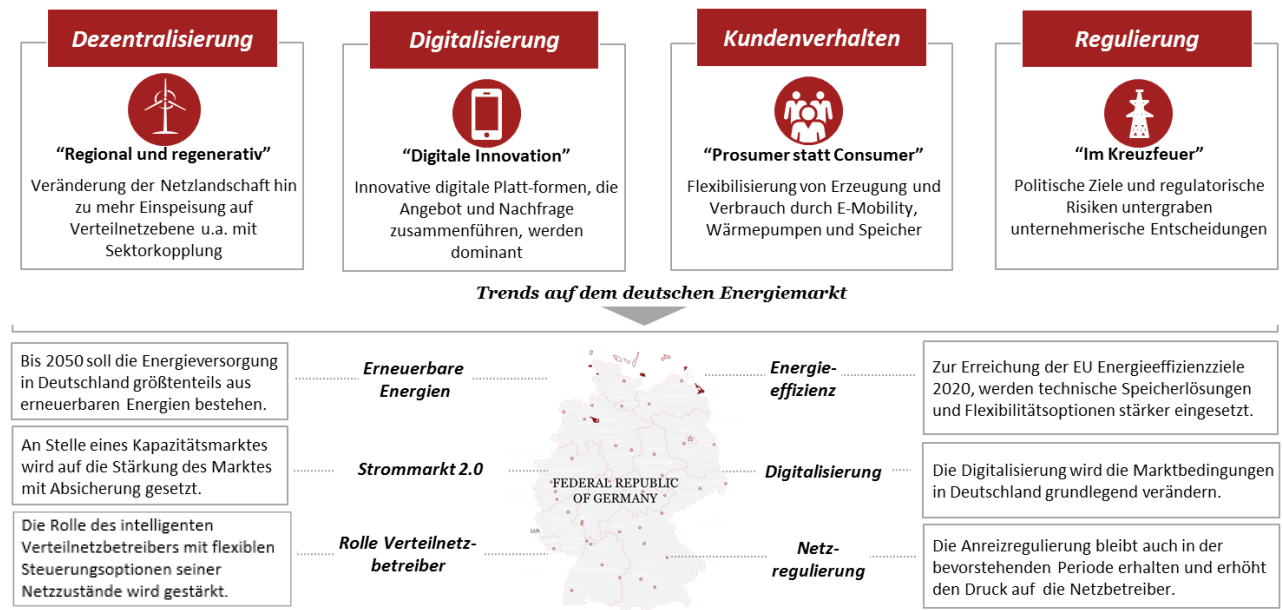 Dezentralisierung
“Regional und regenerativ”
Veränderung der Netzlandschaft hin
zu mehr Einspeisung auf
Verteilnetzebene u.a. mit
Sektorkopplung
Digitalisierung
“Digitale Innovation”
Innovative digitale Platt-formen, die
Angebot und Nachfrage
zusammenführen, werden
dominant
Kundenverhalten
“Prosumer statt Consumer”
Flexibilisierung von Erzeugung und
Verbrauch durch E-Mobility,
Wärmepumpen und Speicher
Regulierung
“Im Kreuzfeuer”
Politische Ziele und regulatorische
Risiken untergraben
unternehmerische Entscheidungen
Trends auf dem deutschen Energiemarkt
Bis 2050 soll die Energieversorgung
in Deutschland größtenteils aus
erneuerbaren Energien bestehen.
Erneuerbare
Energien
An Stelle eines Kapazitätsmarktes
wird auf die Stärkung des Marktes
mit Absicherung gesetzt.
Strommarkt 2.0
Die Rolle des intelligenten
Verteilnetzbetreibers mit flexiblen
Steuerungsoptionen seiner
Netzzustände wird gestärkt.
Rolle Verteilnetz-
betreiber
FEDERAL REPUBLIC
OF GERMANY
LUX.
Energie-
effizienz
Zur Erreichung der EU Energieeffizienzziele
2020, werden technische Speicherlösungen
und Flexibilitätsoptionen stärker eingesetzt.
Digitalisierung
Die Digitalisierung wird die Marktbedingungen
in Deutschland grundlegend verändern.
Netz-
regulierung
Die Anreizregulierung bleibt auch in der
bevorstehenden Periode erhalten und erhöht
den Druck auf die Netzbetreiber.